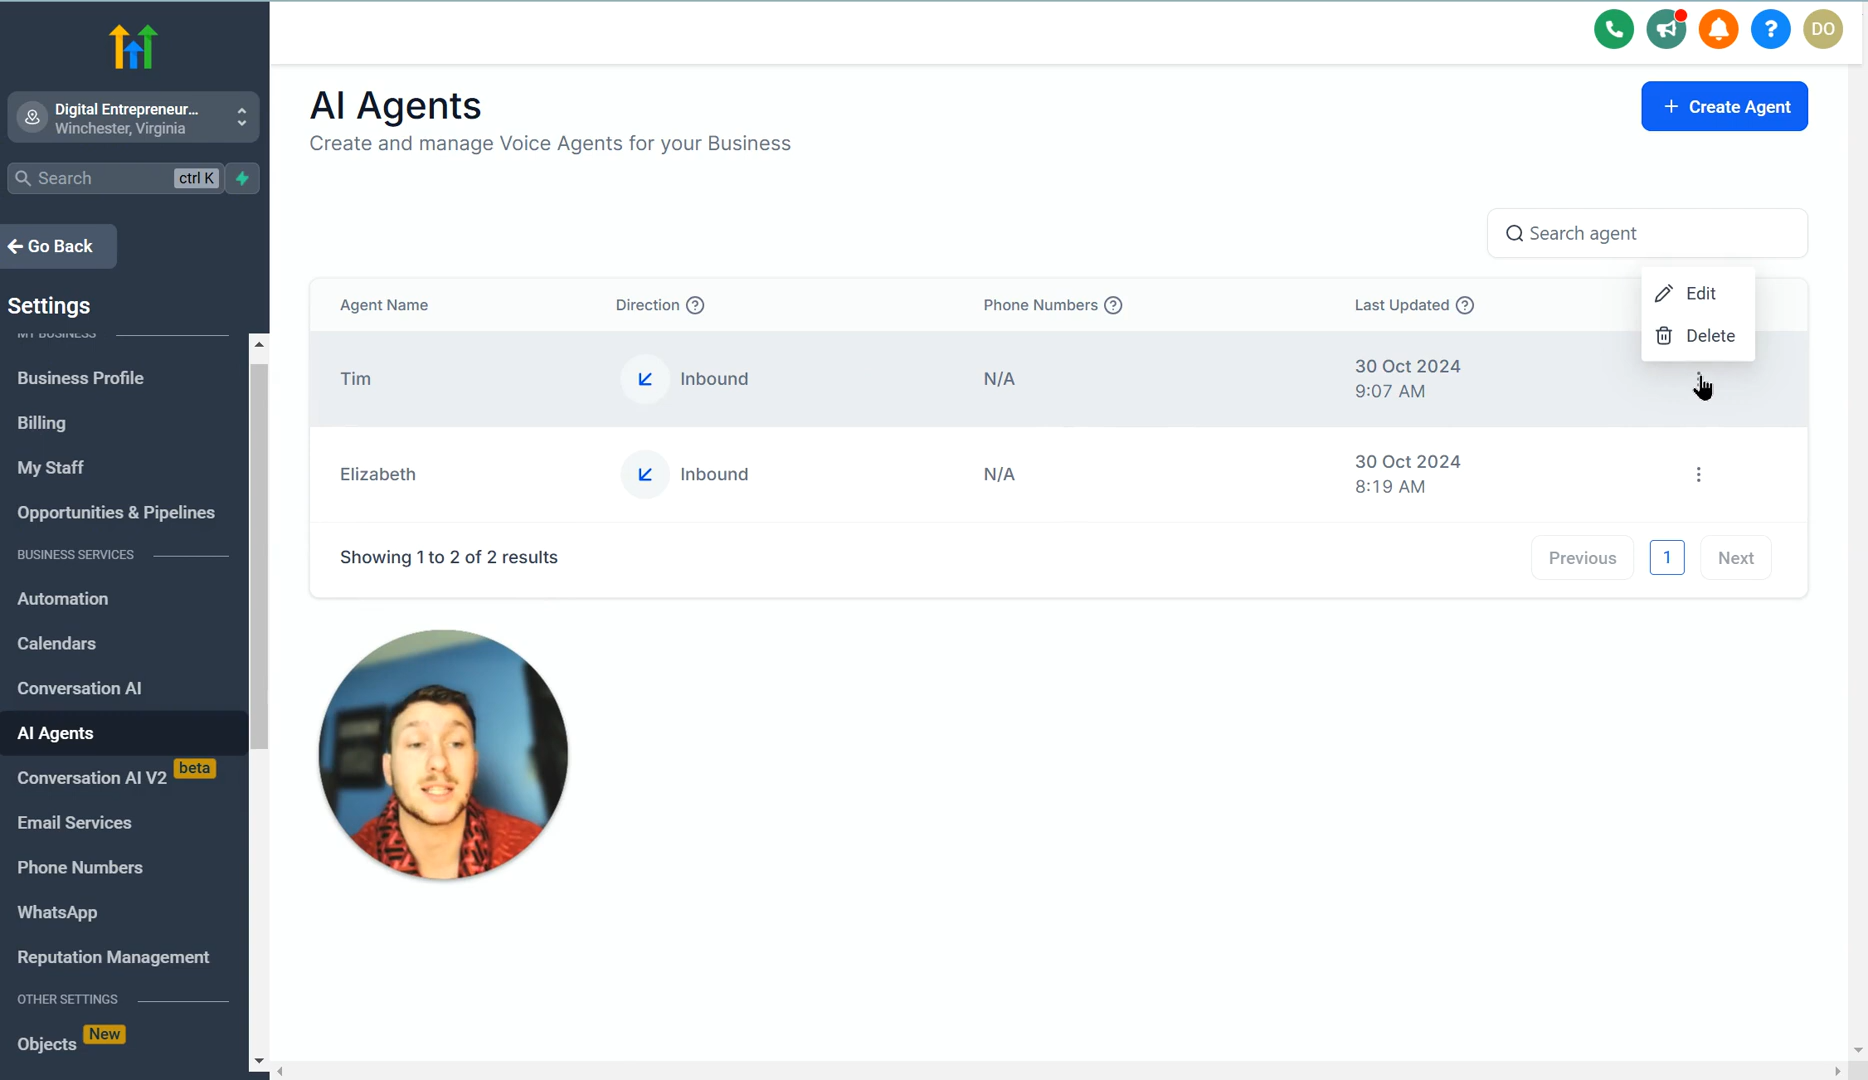 DO
Digital Entrepreneur...
Winchester, Virginia
Search ctrl K
Go Back
Settings
MY BUSINESS
Business Profile
Billing
My Staff
Opportunities & Pipelines
BUSINESS SERVICES
Automation
Calendars
Conversation AI
AI Agents
Conversation AI V2 beta
Email Services
Phone Numbers
WhatsApp
Reputation Management
OTHER SETTINGS
Objects New
AI Agents
Create and manage Voice Agents for your Business
+ Create Agent
Search agent
Agent Name Direction ? Phone Numbers ? Last Updated ?
Edit
Delete
Tim Inbound N/A 30 Oct 2024
9:07 AM
Elizabeth Inbound N/A 30 Oct 2024
8:19 AM
Showing 1 to 2 of 2 results Previous 1 Next